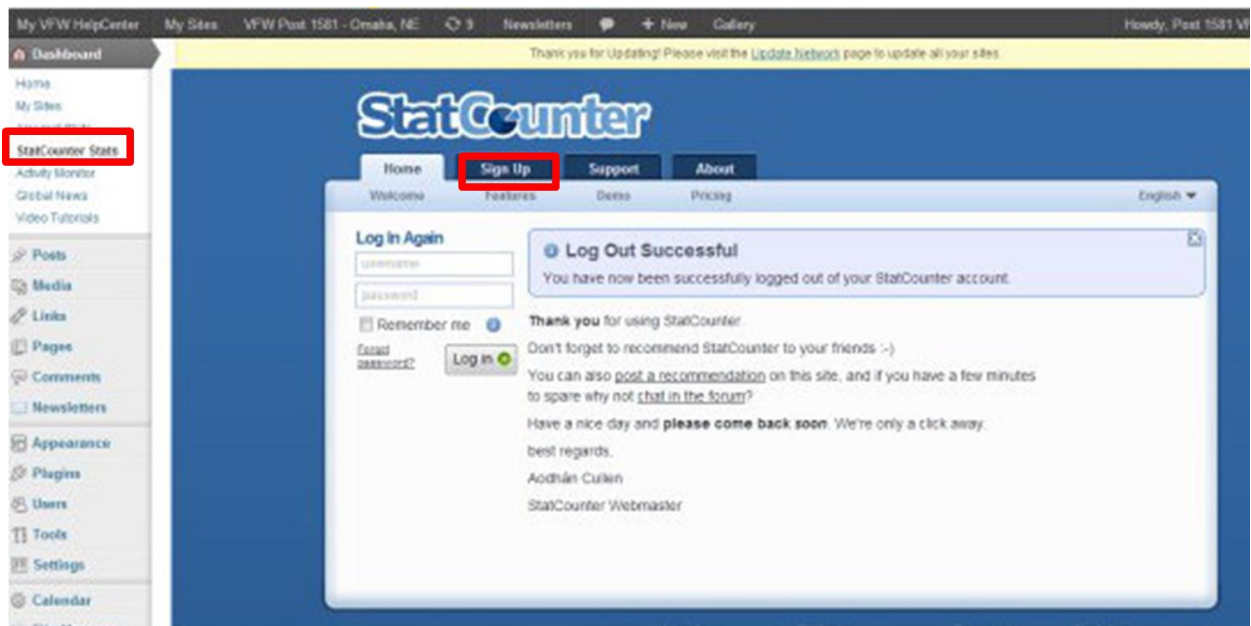 My VFW HelpCenter My Sites VFW Post 1581 - Omaha, NE 9 Newsletters + New Gallery Howdy, Post 1581 VF
Dashboard
Thank you for Updating! Please visit the Update Network page to update all your sites.
Home
My Sites
StatCounter Stats
Activity Monitor
Global News
Video Tutorials
Posts
Media
Links
Pages
Comments
Newsletters
Appearance
Plugins
Users
Tools
Settings
Calendar
StatCounter
Home Sign Up Support About
Welcome Features Demo Pricing English
Log In Again
username
password
Remember me
Forgot password?
Log in
Log Out Successful
You have now been successfully logged out of your StatCounter account.
Thank you for using StatCounter.
Don't forget to recommend StatCounter to your friends :-)
You can also post a recommendation on this site, and if you have a few minutes
to spare why not chat in the forum?
Have a nice day and please come back soon. We're only a click away.
best regards,
Aodhán Cullen
StatCounter Webmaster